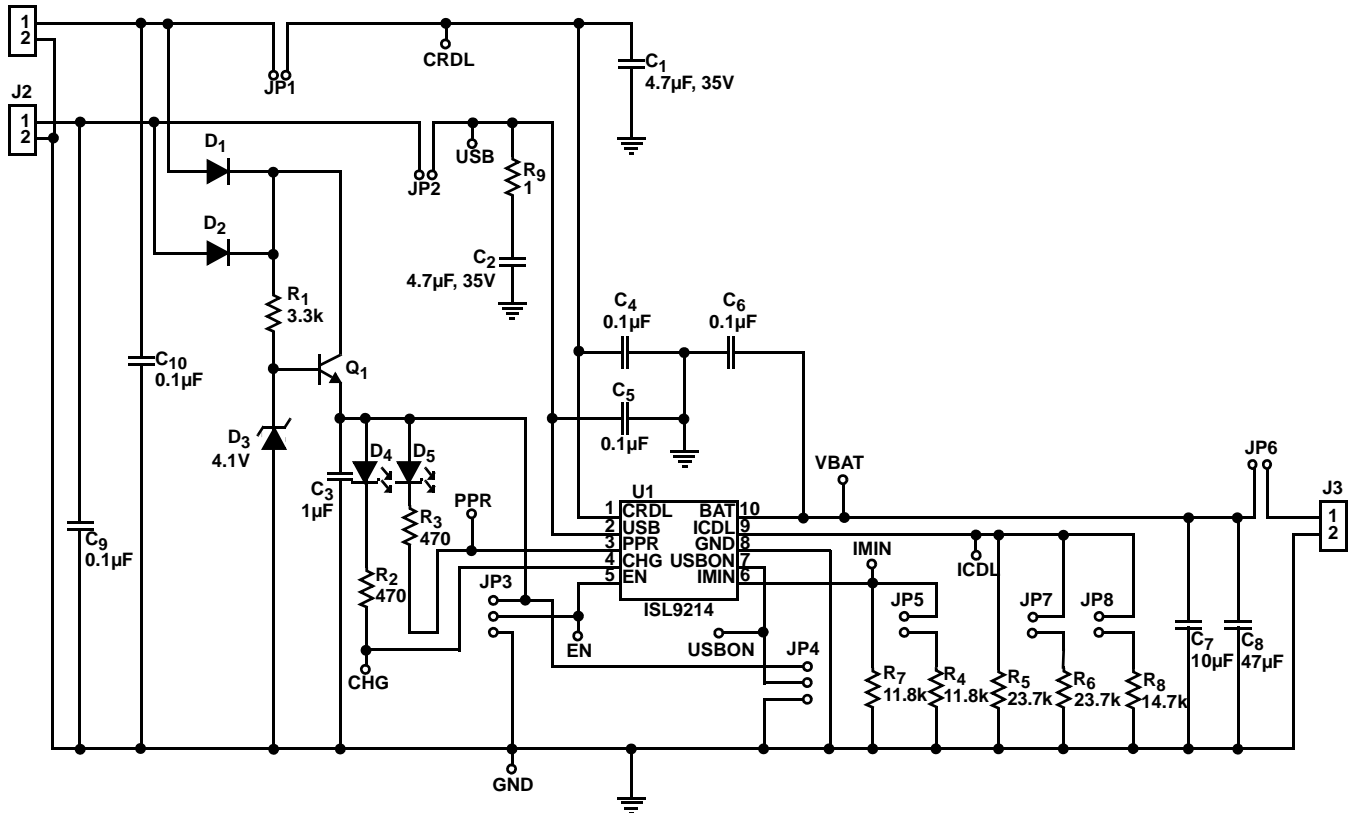 1
2
CRDL
JP1
C1
4.7µF, 35V
J2
1
2
D1
USB
JP2
R9
1
D2
C2
4.7µF, 35V
R1
3.3k
C4
0.1µF
C6
0.1µF
C10
0.1µF
Q1
C5
0.1µF
D3
4.1V
D4
D5
C3
1µF
PPR
R3
470
VBAT
JP6
J3
1
2
U1
1 CRDL BAT 10
2 USB ICDL 9
3 PPR GND 8
4 CHG USBON 7
5 EN IMIN 6
ISL9214
C9
0.1µF
R2
470
JP3
IMIN
ICDL
JP5
JP7
JP8
EN
USBON
JP4
CHG
R7
11.8k
R4
11.8k
R5
23.7k
R6
23.7k
R8
14.7k
C7
10µF
C8
47µF
GND